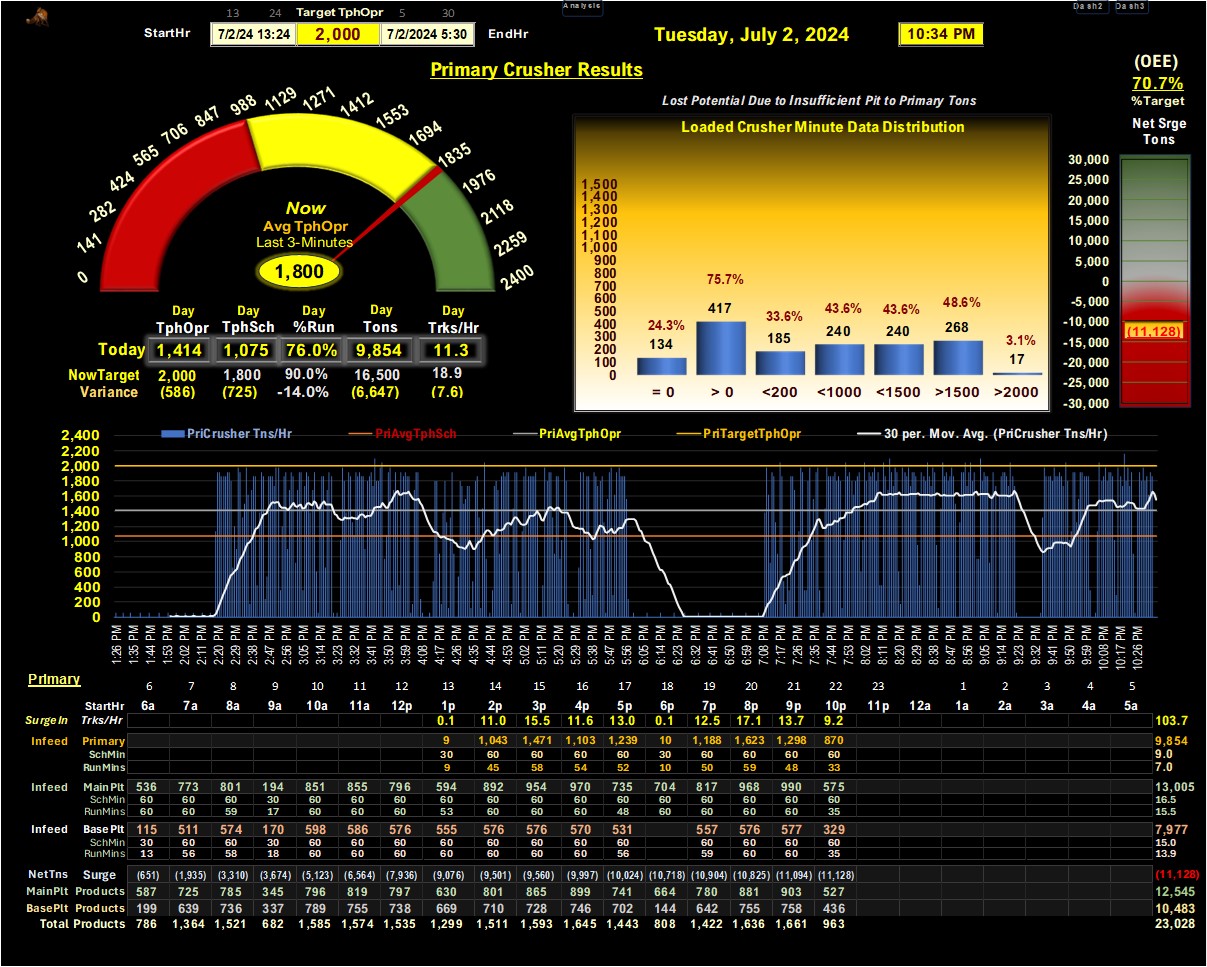 13 24 Target TphOpr 5 30
Analysis
Dash2 Dash3
StartHr 7/2/24 13:24 2,000 7/2/2024 5:30 EndHr
Tuesday, July 2, 2024 10:34 PM
Primary Crusher Results
(OEE)
70.7%
%Target
Net Srge
Tons
30,000
25,000
20,000
15,000
10,000
5,000
0
-5,000
-10,000
(11,128)
-15,000
-20,000
-25,000
-30,000
0 141 282 424 565 706 847 988 1129 1271 1412 1553 1694 1835 1976 2118 2259 2400
Now
Avg TphOpr
Last 3-Minutes
1,800
Lost Potential Due to Insufficient Pit to Primary Tons
Loaded Crusher Minute Data Distribution
1,500
1,400
1,300
1,200
1,100
1,000
900
800
700
600
500
400
300
200
100
0
24.3% 75.7% 33.6% 43.6% 43.6% 48.6% 3.1%
134 417 185 240 240 268 17
= 0 > 0 <200 <1000 <1500 >1500 >2000
Day Day Day Day Day
TphOpr TphSch %Run Tons Trks/Hr
Today 1,414 1,075 76.0% 9,854 11.3
NowTarget 2,000 1,800 90.0% 16,500 18.9
Variance (586) (725) -14.0% (6,647) (7.6)
PriCrusher Tns/Hr PriAvgTphSch PriAvgTphOpr PriTargetTphOpr 30 per. Mov. Avg. (PriCrusher Tns/Hr)
2,400
2,200
2,000
1,800
1,600
1,400
1,200
1,000
800
600
400
200
0
1:26 PM 1:35 PM 1:44 PM 1:53 PM 2:02 PM 2:11 PM 2:20 PM 2:29 PM 2:38 PM 2:47 PM 2:56 PM 3:05 PM 3:14 PM 3:23 PM 3:32 PM 3:41 PM 3:50 PM 3:59 PM 4:08 PM 4:17 PM 4:26 PM 4:35 PM 4:44 PM 4:53 PM 5:02 PM 5:11 PM 5:20 PM 5:29 PM 5:38 PM 5:47 PM 5:56 PM 6:05 PM 6:14 PM 6:23 PM 6:32 PM 6:41 PM 6:50 PM 6:59 PM 7:08 PM 7:17 PM 7:26 PM 7:35 PM 7:44 PM 7:53 PM 8:02 PM 8:11 PM 8:20 PM 8:29 PM 8:38 PM 8:47 PM 8:56 PM 9:05 PM 9:14 PM 9:23 PM 9:32 PM 9:41 PM 9:50 PM 9:59 PM 10:08 PM 10:17 PM 10:26 PM
Primary
6 7 8 9 10 11 12 13 14 15 16 17 18 19 20 21 22 23 1 2 3 4 5
StartHr 6a 7a 8a 9a 10a 11a 12p 1p 2p 3p 4p 5p 6p 7p 8p 9p 10p 11p 12a 1a 2a 3a 4a 5a
SurgeIn Trks/Hr 0.1 11.0 15.5 11.6 13.0 0.1 12.5 17.1 13.7 9.2 103.7
Infeed Primary 9 1,043 1,471 1,103 1,239 10 1,188 1,623 1,298 870 9,854
SchMin 30 60 60 60 60 30 60 60 60 60 9.0
RunMins 9 45 58 54 52 10 50 59 48 33 7.0
Infeed MainPlt 536 773 801 194 851 855 796 594 892 954 970 735 704 817 968 990 575 13,005
SchMin 60 60 60 30 60 60 60 60 60 60 60 60 60 60 60 60 60 16.5
RunMins 60 60 59 17 60 60 60 53 60 60 60 48 60 60 60 60 35 15.5
Infeed BasePlt 115 511 574 170 598 586 576 555 576 576 570 531 557 576 577 329 7,977
SchMin 30 60 60 30 60 60 60 60 60 60 60 60 60 60 60 60 15.0
RunMins 13 56 58 18 60 60 60 60 60 60 60 56 59 60 60 35 13.9
NetTns Surge (651) (1,935) (3,310) (3,674) (5,123) (6,564) (7,936) (9,076) (9,501) (9,560) (9,997) (10,024) (10,718) (10,904) (10,825) (11,094) (11,128) (11,128)
MainPlt Products 587 725 785 345 796 819 797 630 801 865 899 741 664 780 881 903 527 12,545
BasePlt Products 199 639 736 337 789 755 738 669 710 728 746 702 144 642 755 758 436 10,483
Total Products 786 1,364 1,521 682 1,585 1,574 1,535 1,299 1,511 1,593 1,645 1,443 808 1,422 1,636 1,661 963 23,028